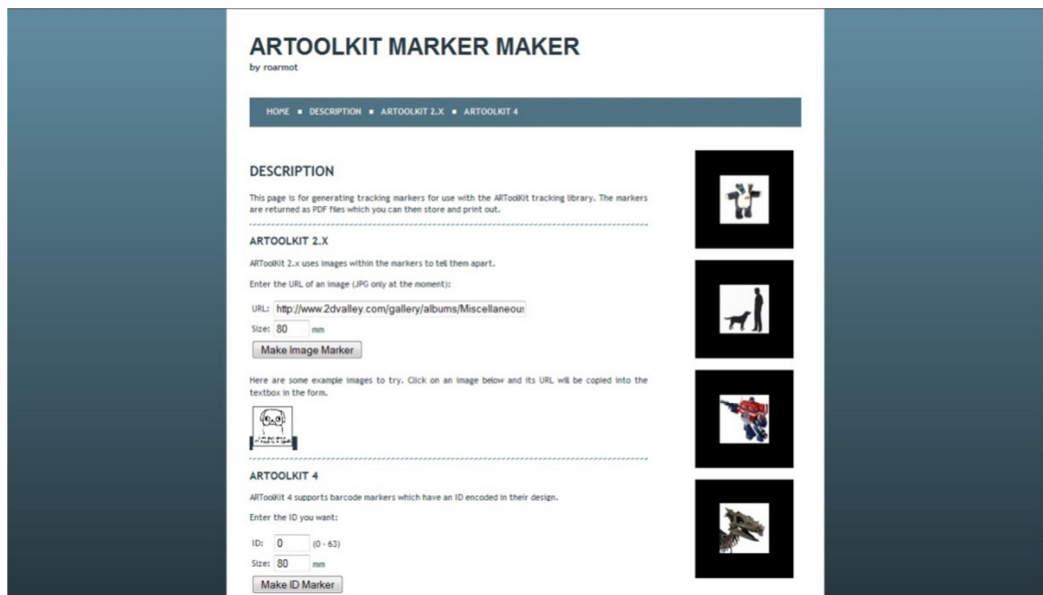 ARTOOLKIT MARKER MAKER
by roarmot
HOME ▪ DESCRIPTION ▪ ARTOOLKIT 2.X ▪ ARTOOLKIT 4
DESCRIPTION
This page is for generating tracking markers for use with the ARToolKit tracking library. The markers
are returned as PDF files which you can then store and print out.
ARTOOLKIT 2.X
ARToolKit 2.x uses images within the markers to tell them apart.
Enter the URL of an image (JPG only at the moment):
URL: http://www.2dvalley.com/gallery/albums/Miscellaneou
Size: 80 mm
Make Image Marker
Here are some example images to try. Click on an image below and its URL will be copied into the
textbox in the form.
ARTOOLKIT 4
ARToolKit 4 supports barcode markers which have an ID encoded in their design.
Enter the ID you want:
ID: 0 (0 - 63)
Size: 80 mm
Make ID Marker